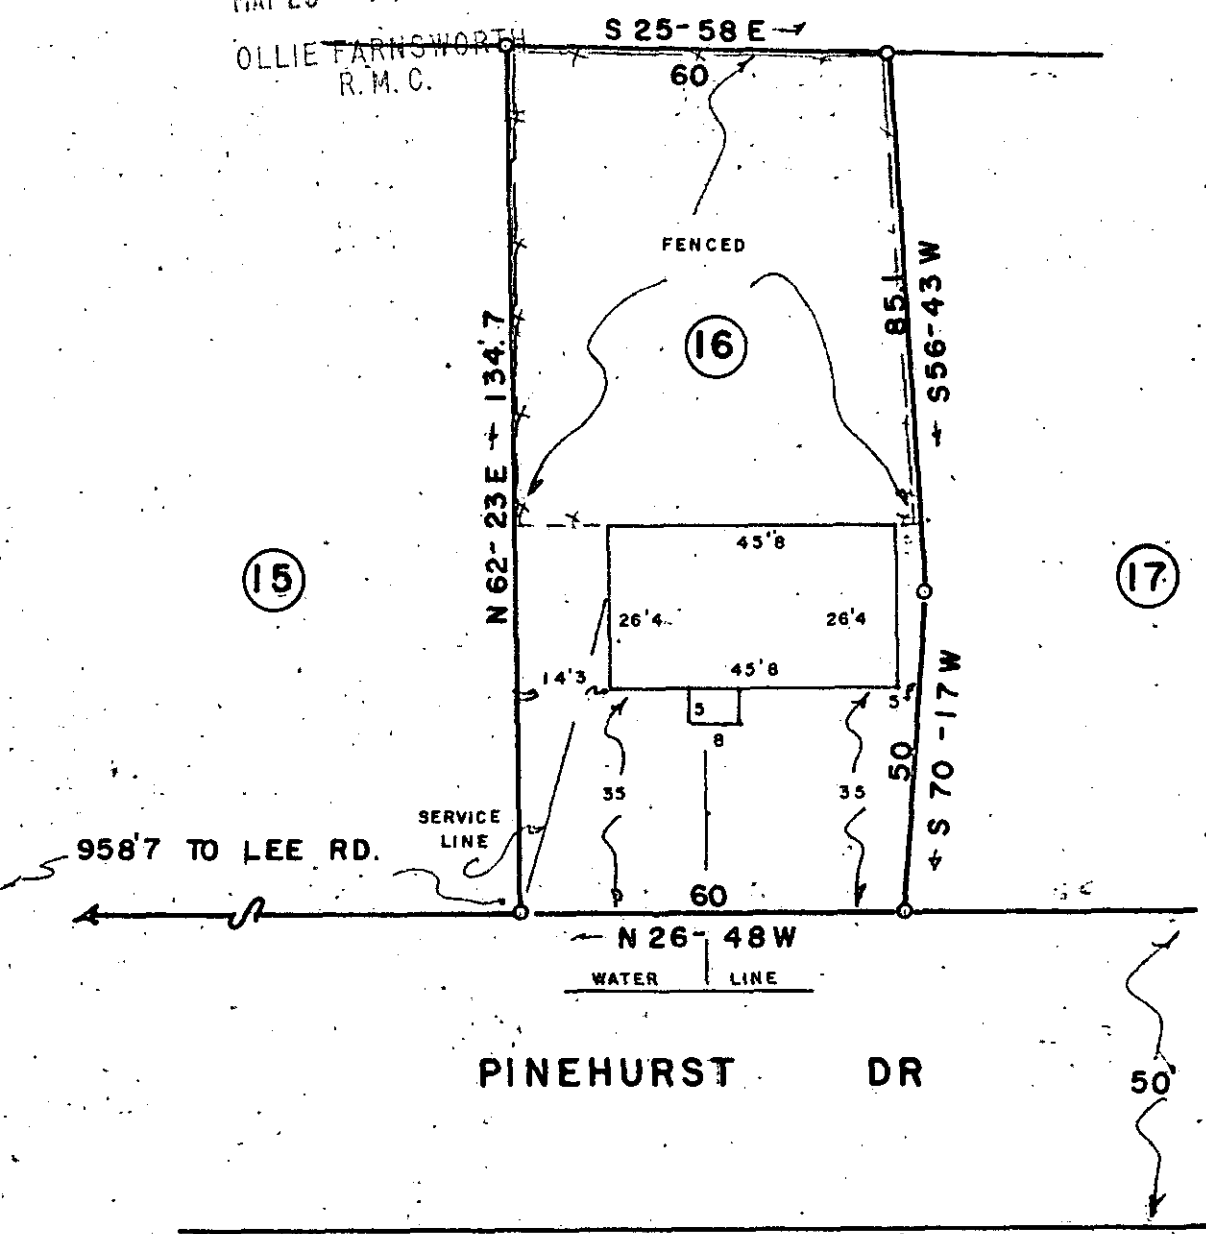 OLLIE FARNSWORTH
R. M. C.
S 25-58 E
60
FENCED
16
N 62-23 E 134.'7
85.1
S56-43 W
15
17
45'8
26'4
26'4
45'8
14'3
5
8
5
50
S 70-17 W
35
35
SERVICE
LINE
958'7 TO LEE RD.
60
N 26-48 W
WATER LINE
PINEHURST DR
50'